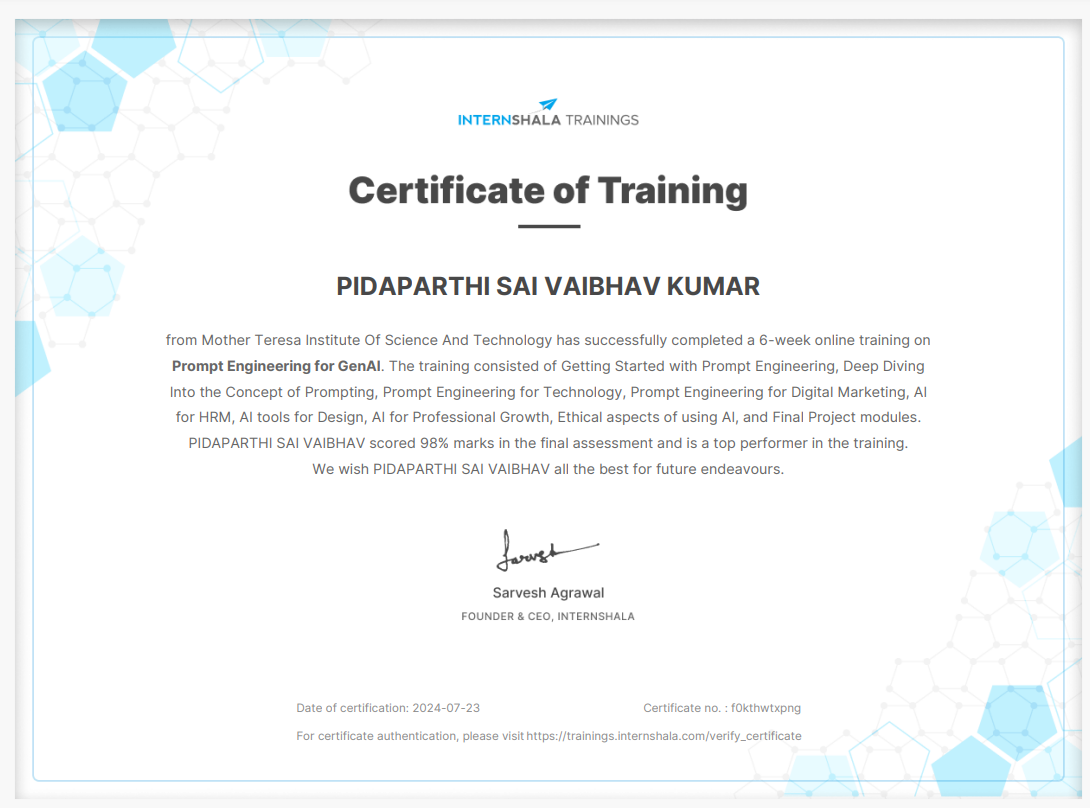 INTERNSHALA TRAININGS
Certificate of Training
PIDAPARTHI SAI VAIBHAV KUMAR
from Mother Teresa Institute Of Science And Technology has successfully completed a 6-week online training on
Prompt Engineering for GenAI. The training consisted of Getting Started with Prompt Engineering, Deep Diving
Into the Concept of Prompting, Prompt Engineering for Technology, Prompt Engineering for Digital Marketing, AI
for HRM, AI tools for Design, AI for Professional Growth, Ethical aspects of using AI, and Final Project modules.
PIDAPARTHI SAI VAIBHAV scored 98% marks in the final assessment and is a top performer in the training.
We wish PIDAPARTHI SAI VAIBHAV all the best for future endeavours.
Sarvesh
Sarvesh Agrawal
FOUNDER & CEO, INTERNSHALA
Date of certification: 2024-07-23 Certificate no. : f0kthwtxpng
For certificate authentication, please visit https://trainings.internshala.com/verify_certificate